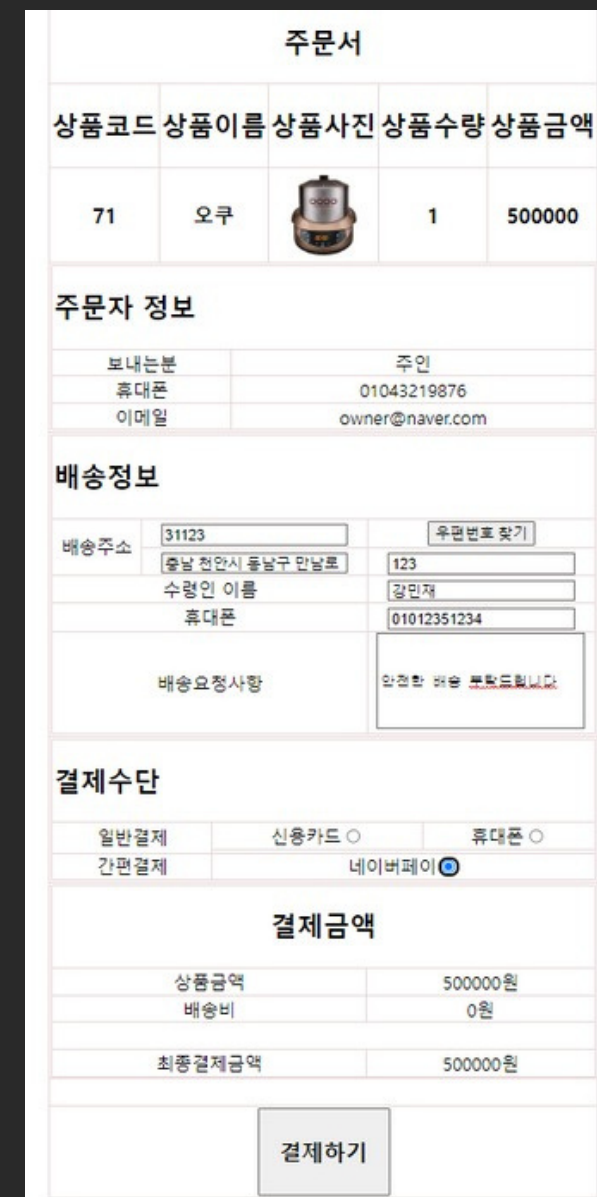 주문서
상품코드 상품이름 상품사진 상품수량 상품금액
71 오쿠 1 500000
주문자 정보
보내는분 주인
휴대폰 01043219876
이메일 owner@naver.com
배송정보
배송주소 31123 우편번호 찾기
충남 천안시 동남구 만남로 123
수령인 이름 강민재
휴대폰 01012351234
배송요청사항 안전한 배송 부탁드립니다
결제수단
일반결제 신용카드 휴대폰
간편결제 네이버페이
결제금액
상품금액 500000원
배송비 0원
최종결제금액 500000원
결제하기